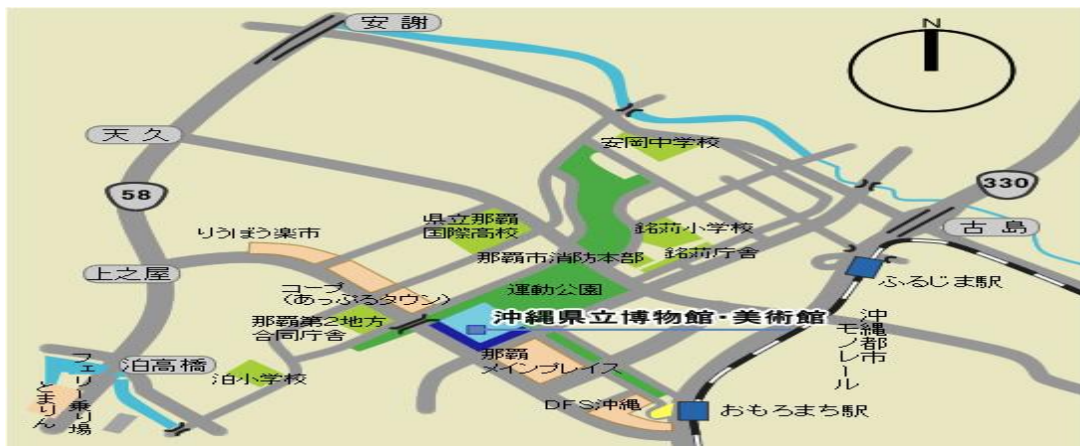 安謝
N
天久
安岡中学校
58
330
県立那覇
国際高校
りうぼう楽市
銘苅小学校
古島
那覇市消防本部
銘苅庁舎
上之屋
ふるじま駅
コープ
(あっぷるタウン)
運動公園
那覇第2地方
合同庁舎
沖縄県立博物館・美術館
沖縄都市
モノレール
泊高橋
フェリー乗り場
とまりん
泊小学校
那覇
メインプレイス
DFS沖縄
おもろまち駅